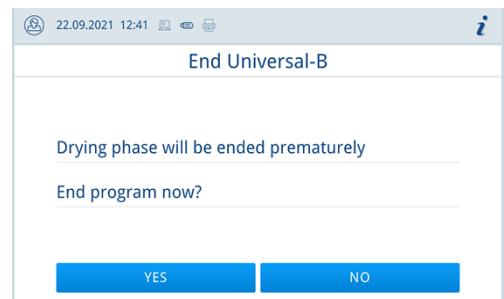 22.09.2021 12:41
End Universal-B
Drying phase will be ended prematurely
End program now?
YES NO